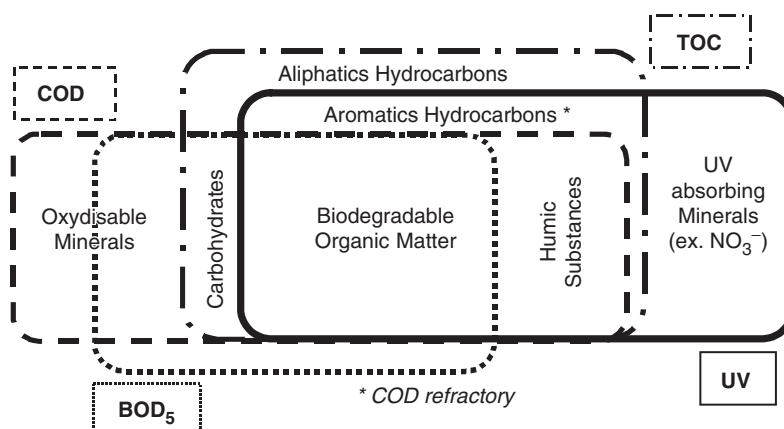 TOC
Aliphatics Hydrocarbons
COD
Aromatics Hydrocarbons *
Oxydisable
Minerals
Carbohydrates
Biodegradable
Organic Matter
Humic
Substances
UV
absorbing
Minerals
(ex. NO₃⁻)
* COD refractory
UV
BOD₅